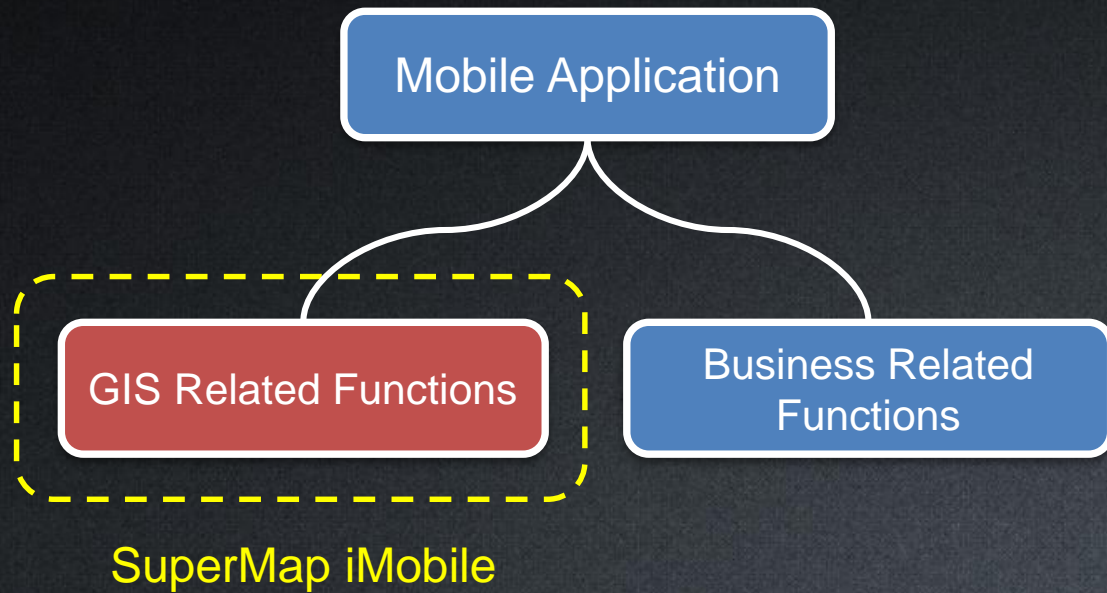 Mobile Application
GIS Related Functions
Business Related
Functions
SuperMap iMobile